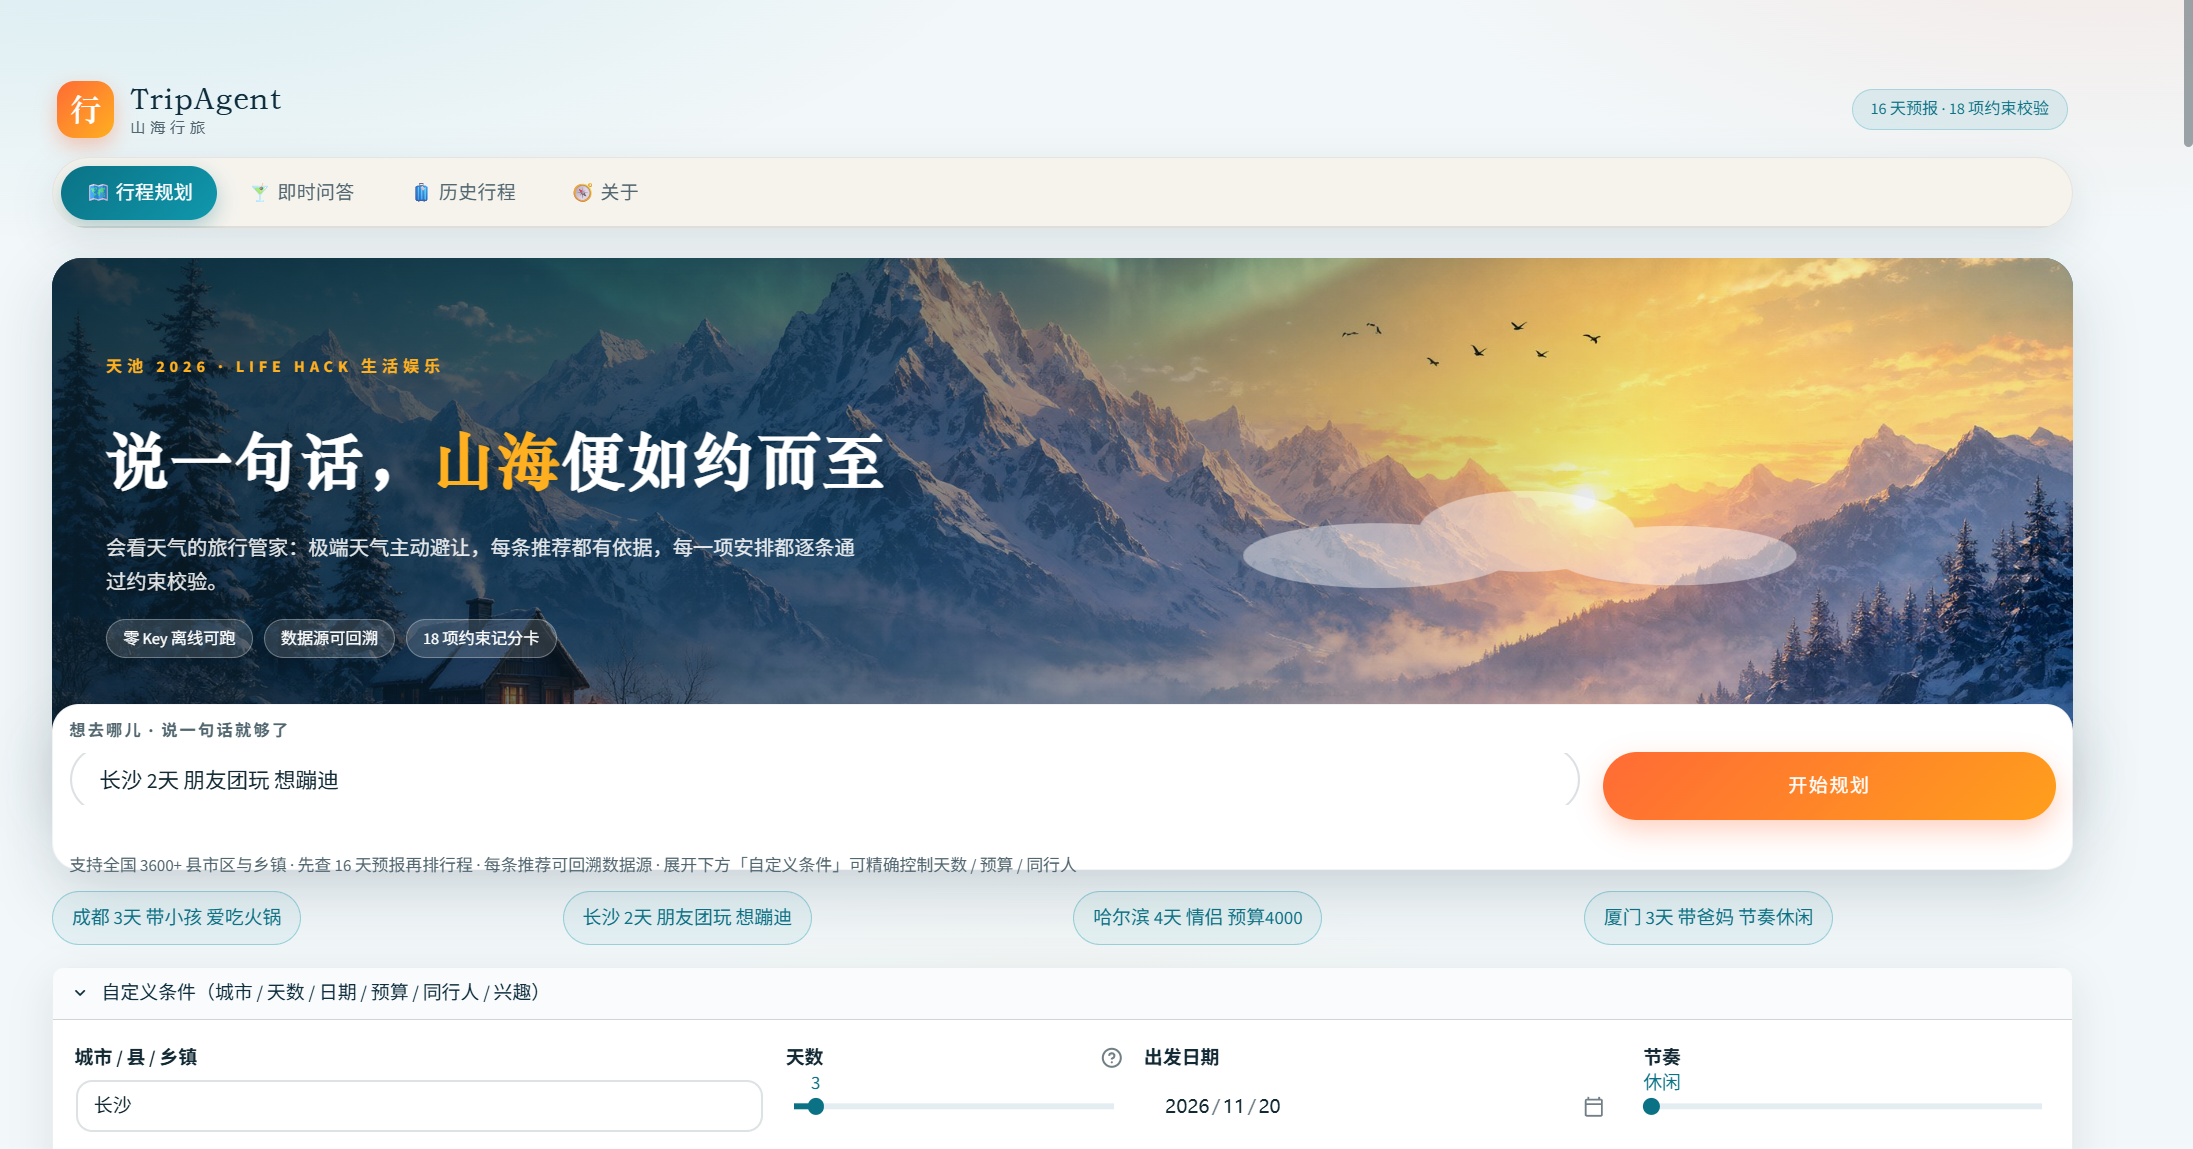 行 TripAgent
山海行旅
16 天预报 · 18 项约束校验
行程规划 即时问答 历史行程 关于
天池 2026 · LIFE HACK 生活娱乐
说一句话，山海便如约而至
会看天气的旅行管家：极端天气主动避让，每条推荐都有依据，每一项安排都逐条通
过约束校验。
零 Key 离线可跑 数据源可回溯 18 项约束记分卡
想去哪儿 · 说一句话就够了
长沙 2天 朋友团玩 想蹦迪
开始规划
支持全国 3600+ 县市区与乡镇 · 先查 16 天预报再排行程 · 每条推荐可回溯数据源 · 展开下方「自定义条件」可精确控制天数 / 预算 / 同行人
成都 3天 带小孩 爱吃火锅 长沙 2天 朋友团玩 想蹦迪 哈尔滨 4天 情侣 预算4000 厦门 3天 带爸妈 节奏休闲
自定义条件（城市 / 天数 / 日期 / 预算 / 同行人 / 兴趣）
城市 / 县 / 乡镇 天数 出发日期 节奏
3 休闲
长沙 2026/11/20